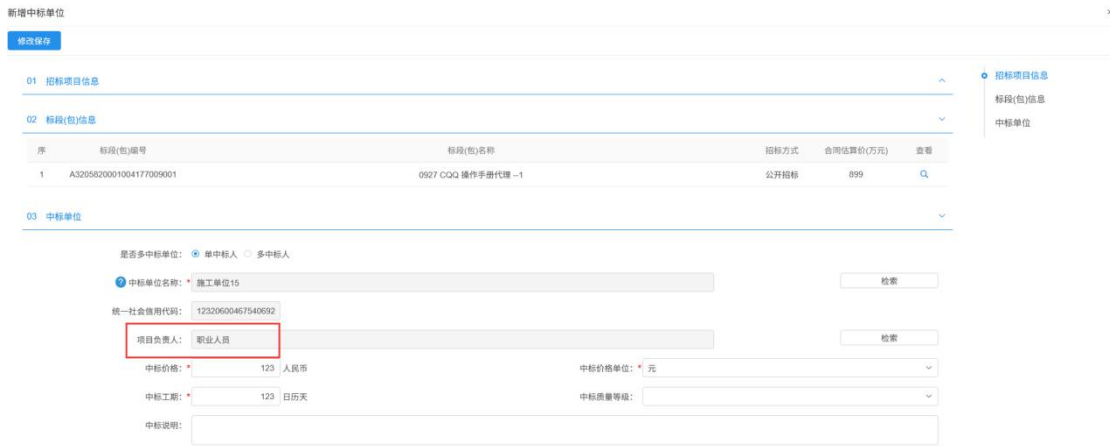 新增中标单位
修改保存
01 招标项目信息
招标项目信息
标段(包)信息
中标单位
02 标段(包)信息
序 标段(包)编号 标段(包)名称 招标方式 合同估算价(万元) 查看
1 A3205820001004177009001 0927 CQQ 操作手册代理 --1 公开招标 899
03 中标单位
是否多中标单位： 单中标人 多中标人
? 中标单位名称：* 施工单位15 检索
统一社会信用代码： 12320600467540692
项目负责人： 职业人员 检索
中标价格：* 123 人民币 中标价格单位：* 元
中标工期：* 123 日历天 中标质量等级：
中标说明：